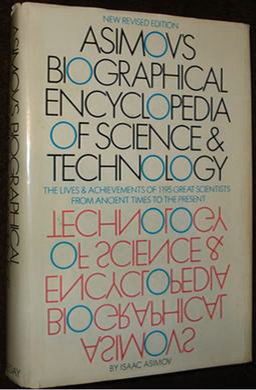 NEW REVISED EDITION
ASIMOV'S
BIOGRAPHICAL
ENCYCLOPEDIA
OF SCIENCE &
TECHNOLOGY
THE LIVES & ACHIEVEMENTS OF 1195 GREAT SCIENTISTS
FROM ANCIENT TIMES TO THE PRESENT
TECHNOLOGY
OF SCIENCE &
ENCYCLOPEDIA
BIOGRAPHICAL
ASIMOV'S
BY ISAAC ASIMOV
ASIMOV'S BIOGRAPHICAL